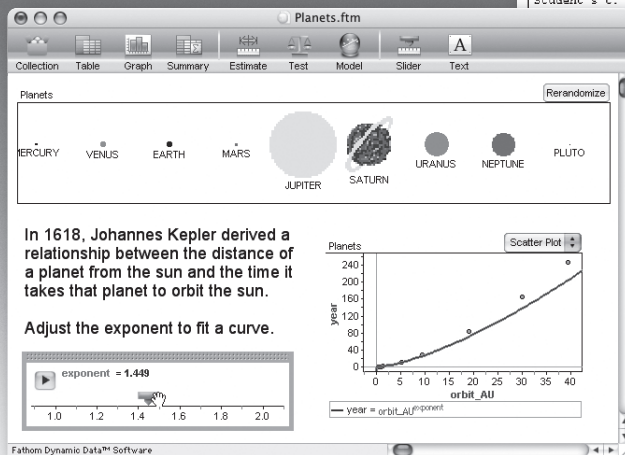 Student's c.
Planets.ftm
Collection Table Graph Summary Estimate Test Model Slider Text
Planets
Rerandomize
MERCURY VENUS EARTH MARS JUPITER SATURN URANUS NEPTUNE PLUTO
In 1618, Johannes Kepler derived a
relationship between the distance of
a planet from the sun and the time it
takes that planet to orbit the sun.
Adjust the exponent to fit a curve.
exponent = 1.449
1.0 1.2 1.4 1.6 1.8 2.0
Planets
Scatter Plot
year
240
200
160
120
80
40
0
0 5 10 15 20 25 30 35 40
orbit_AU
year = orbit_AU^exponent
Fathom Dynamic Data™ Software